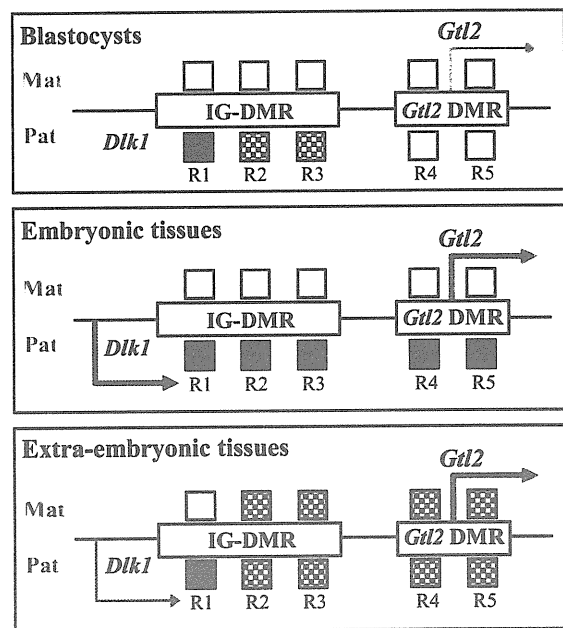 Blastocysts
Gtl2
Mat
IG-DMR
Gtl2 DMR
Pat
Dlk1
R1 R2 R3 R4 R5
Embryonic tissues
Gtl2
Mat
IG-DMR
Gtl2 DMR
Pat
Dlk1
R1 R2 R3 R4 R5
Extra-embryonic tissues
Gtl2
Mat
IG-DMR
Gtl2 DMR
Pat
Dlk1
R1 R2 R3 R4 R5